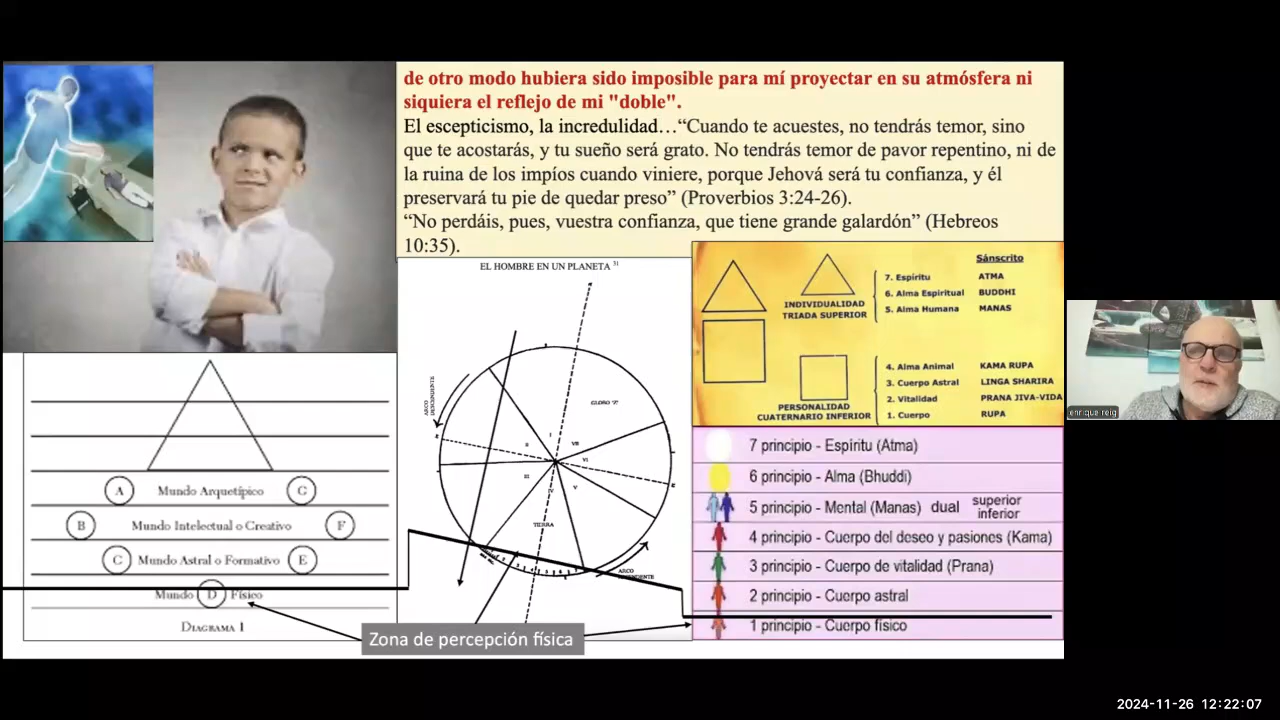 de otro modo hubiera sido imposible para mí proyectar en su atmósfera ni
siquiera el reflejo de mi "doble".
El escepticismo, la incredulidad…“Cuando te acuestes, no tendrás temor, sino
que te acostarás, y tu sueño será grato. No tendrás temor de pavor repentino, ni de
la ruina de los impíos cuando viniere, porque Jehová será tu confianza, y él
preservará tu pie de quedar preso” (Proverbios 3:24-26).
“No perdáis, pues, vuestra confianza, que tiene grande galardón” (Hebreos
10:35).
A Mundo Arquetípico G
B Mundo Intelectual o Creativo F
C Mundo Astral o Formativo E
Mundo D Físico
DIAGRAMA 1
EL HOMBRE EN UN PLANETA 31
ARCO
DESCENDENTE
GLOBO "Z"
I
II
VII
VI
III
V
V
TIERRA
ARCO
Zona de percepción física
Sánscrito
7. Espíritu ATMA
6. Alma Espiritual BUDDHI
5. Alma Humana MANAS
INDIVIDUALIDAD
TRIADA SUPERIOR
4. Alma Animal KAMA RUPA
3. Cuerpo Astral LINGA SHARIRA
2. Vitalidad PRANA JIVA-VIDA
1. Cuerpo RUPA
PERSONALIDAD
CUATERNARIO INFERIOR
7 principio - Espíritu (Atma)
6 principio - Alma (Bhuddi)
5 principio - Mental (Manas) dual superior
inferior
4 principio - Cuerpo del deseo y pasiones (Kama)
3 principio - Cuerpo de vitalidad (Prana)
2 principio - Cuerpo astral
1 principio - Cuerpo físico
enrique reig
2024-11-26 12:22:07